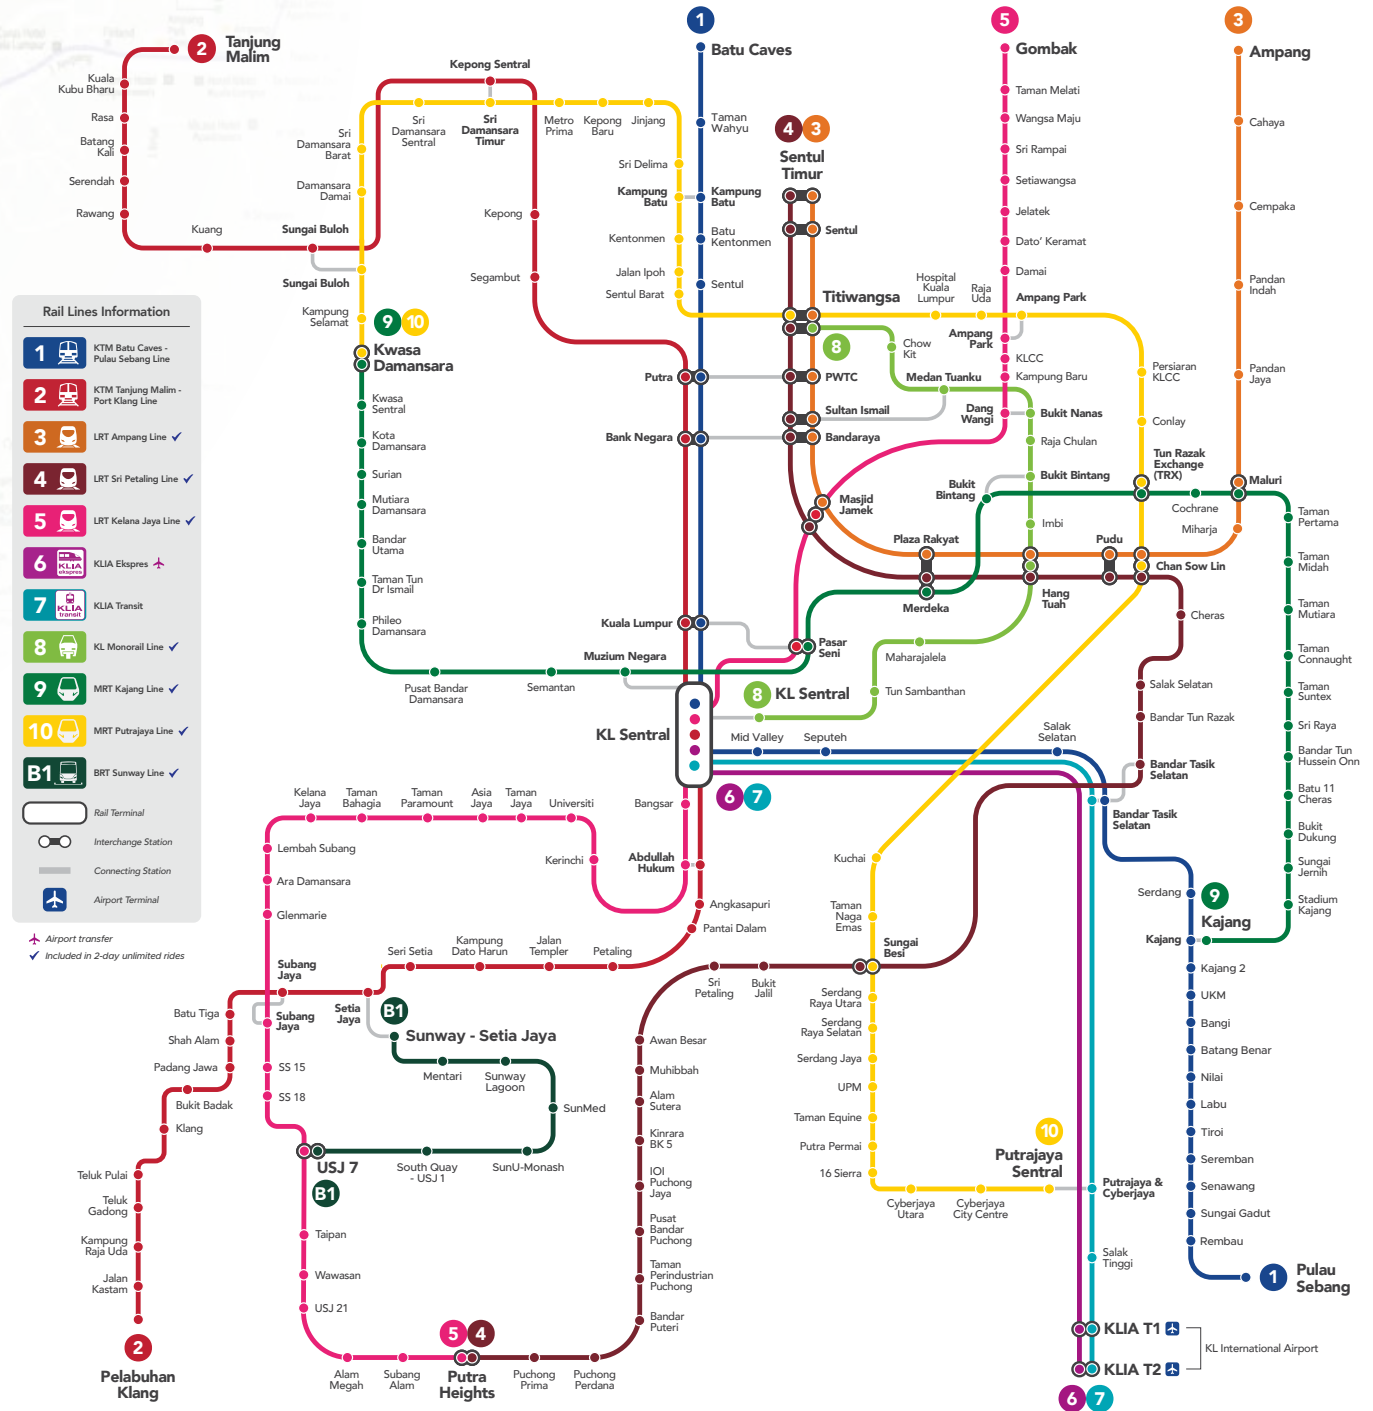 1
5
3
2
Tanjung
Malim
Batu Caves
Gombak
Ampang
Kuala
Kubu Bharu
Rasa
Batang
Kali
Serendah
Rawang
Kuang
Sungai Buloh
Sungai Buloh
Kepong Sentral
Sri
Damansara
Sentral
Sri
Damansara
Timur
Metro
Prima
Kepong
Baru
Jinjang
Sri
Damansara
Barat
Damansara
Damai
Kampung
Selamat
Kepong
Segambut
Sri Delima
Kampung
Batu
Kentonmen
Jalan Ipoh
Sentul Barat
Taman
Wahyu
Kampung
Batu
Batu
Kentonmen
Sentul
4
3
Sentul
Timur
Sentul
Titiwangsa
8
Chow
Kit
Medan Tuanku
PWTC
Sultan Ismail
Bandaraya
Putra
Bank Negara
Taman Melati
Wangsa Maju
Sri Rampai
Setiawangsa
Jelatek
Dato' Keramat
Damai
Hospital
Kuala
Lumpur
Raja
Uda
Ampang Park
Ampang
Park
KLCC
Kampung Baru
Dang
Wangi
Bukit Nanas
Raja Chulan
Bukit Bintang
Bukit
Bintang
Imbi
Cahaya
Cempaka
Pandan
Indah
Pandan
Jaya
Persiaran
KLCC
Conlay
Tun Razak
Exchange
(TRX)
Maluri
Cochrane
Miharja
Masjid
Jamek
Plaza Rakyat
Merdeka
Hang
Tuah
Pudu
Chan Sow Lin
Cheras
Salak Selatan
Bandar Tun Razak
Bandar Tasik
Selatan
Bandar Tasik
Selatan
Taman
Pertama
Taman
Midah
Taman
Mutiara
Taman
Connaught
Taman
Suntex
Sri Raya
Bandar Tun
Hussein Onn
Batu 11
Cheras
Bukit
Dukung
Sungai
Jernih
Stadium
Kajang
9
Kajang
Rail Lines Information
1
KTM Batu Caves -
Pulau Sebang Line
2
KTM Tanjung Malim -
Port Klang Line
3
LRT Ampang Line
4
LRT Sri Petaling Line
5
LRT Kelana Jaya Line
6
KLIA
ekspres
KLIA Ekspres
7
KLIA
transit
KLIA Transit
8
KL Monorail Line
9
MRT Kajang Line
10
MRT Putrajaya Line
B1
BRT Sunway Line
Rail Terminal
Interchange Station
Connecting Station
Airport Terminal
Airport transfer
Included in 2-day unlimited rides
9
10
Kwasa
Damansara
Kwasa
Sentral
Kota
Damansara
Surian
Mutiara
Damansara
Bandar
Utama
Taman Tun
Dr Ismail
Phileo
Damansara
Pusat Bandar
Damansara
Semantan
Muzium Negara
Kuala Lumpur
Pasar
Seni
Maharajalela
Tun Sambanthan
8
KL Sentral
KL Sentral
6
7
Mid Valley
Seputeh
Salak
Selatan
Bangsar
Abdullah
Hukum
Angkasapuri
Pantai Dalam
Kerinchi
Universiti
Taman
Jaya
Asia
Jaya
Taman
Paramount
Taman
Bahagia
Kelana
Jaya
Lembah Subang
Ara Damansara
Glenmarie
Subang
Jaya
Subang
Jaya
SS 15
SS 18
Seri Setia
Kampung
Dato Harun
Jalan
Templer
Petaling
Setia
Jaya
B1
Sunway - Setia Jaya
Mentari
Sunway
Lagoon
SunMed
SunU-Monash
South Quay
- USJ 1
USJ 7
B1
Batu Tiga
Shah Alam
Padang Jawa
Bukit Badak
Klang
Teluk Pulai
Teluk
Gadong
Kampung
Raja Uda
Jalan
Kastam
2
Pelabuhan
Klang
Taipan
Wawasan
USJ 21
Alam
Megah
Subang
Alam
5
4
Putra
Heights
Puchong
Prima
Puchong
Perdana
Bandar
Puteri
Taman
Perindustrian
Puchong
Pusat
Bandar
Puchong
IOI
Puchong
Jaya
Kinrara
BK 5
Alam
Sutera
Muhibbah
Awan Besar
Sri
Petaling
Bukit
Jalil
Sungai
Besi
Kuchai
Taman
Naga
Emas
Serdang
Raya Utara
Serdang
Raya Selatan
Serdang Jaya
UPM
Taman Equine
Putra Permai
16 Sierra
Cyberjaya
Utara
Cyberjaya
City Centre
10
Putrajaya
Sentral
Putrajaya &
Cyberjaya
Salak
Tinggi
KLIA T1
KLIA T2
KL International Airport
6
7
Serdang
Kajang
Kajang 2
UKM
Bangi
Batang Benar
Nilai
Labu
Tiroi
Seremban
Senawang
Sungai Gadut
Rembau
1
Pulau
Sebang